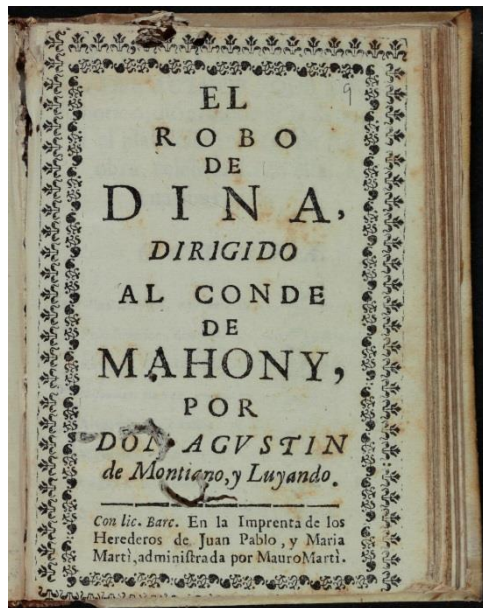 9
EL
ROBO
DE
DINA,
DIRIGIDO
AL CONDE
DE
MAHONY,
POR
DON AGVSTIN
de Montiano, y Luyando.
Con lic. Barc. En la Imprenta de los
Herederos de Juan Pablo, y Maria
Martì, administrada por Mauro Martì.